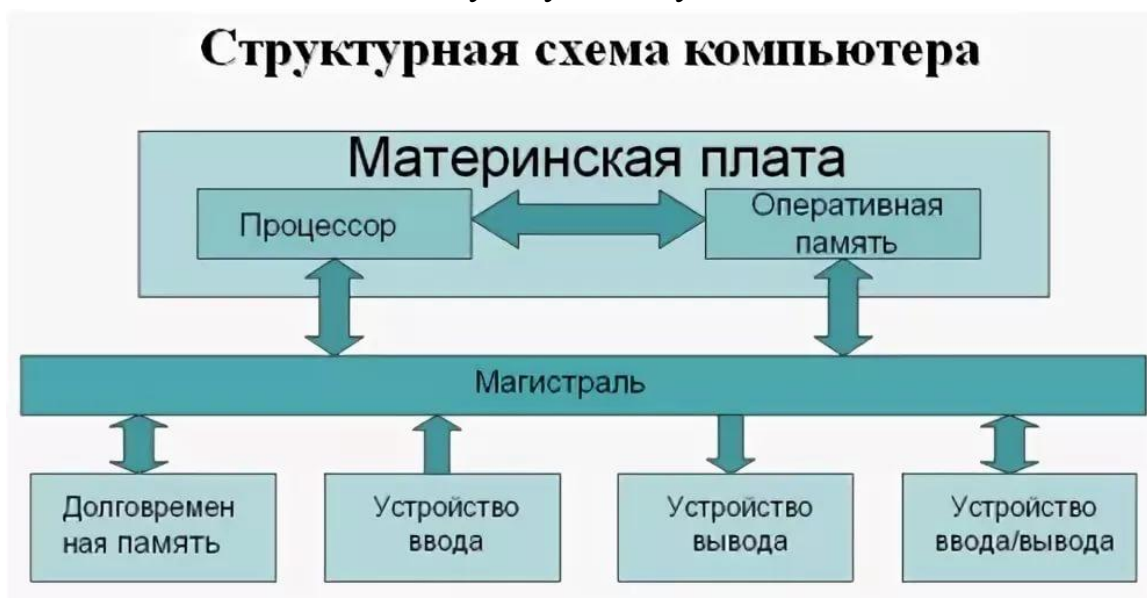 Структурная схема компьютера
Материнская плата
Процессор
Оперативная
память
Магистраль
Долговремен
ная память
Устройство
ввода
Устройство
вывода
Устройство
ввода/вывода